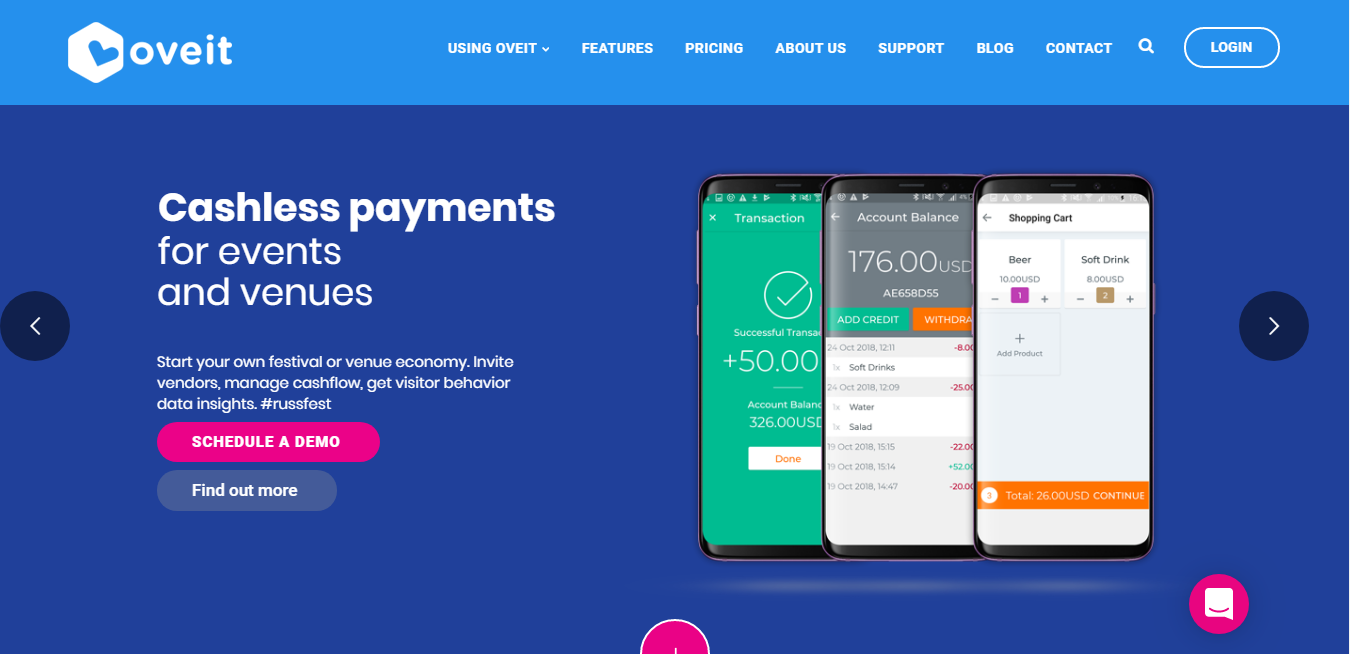 oveit
USING OVEIT
FEATURES
PRICING
ABOUT US
SUPPORT
BLOG
CONTACT
LOGIN
Cashless payments
for events
and venues
Start your own festival or venue economy. Invite
vendors, manage cashflow, get visitor behavior
data insights. #russfest
SCHEDULE A DEMO
Find out more
Transaction
Successful Transa
+50.00
Account Balanc
326.00USD
Done
Account Balance
176.00USD
AE658D55
ADD CREDIT
WITHDRA
24 Oct 2018, 12:11 -8.00
1x Soft Drinks
24 Oct 2018, 12:09 -25.00
1x Water
1x Salad
19 Oct 2018, 15:15 -22.00
19 Oct 2018, 15:14 +52.00
19 Oct 2018, 14:47 -20.00
Shopping Cart
Beer
10.00USD
− 1 +
Soft Drink
8.00USD
− 2 +
+
Add Product
3 Total: 26.00USD CONTINUE